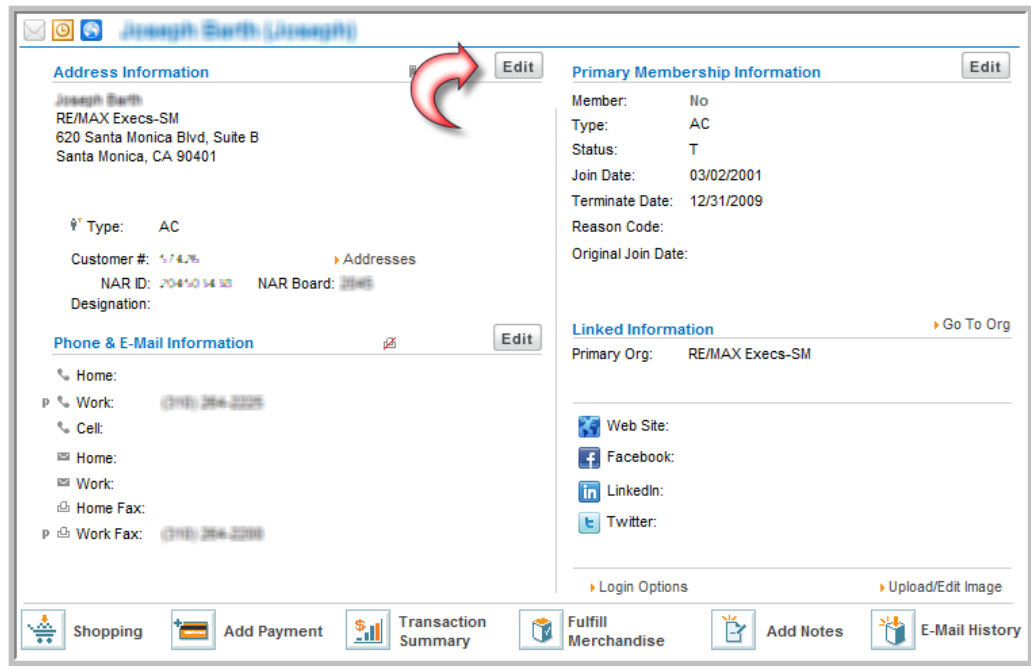 Address Information
Edit
RE/MAX Execs-SM
620 Santa Monica Blvd, Suite B
Santa Monica, CA 90401
Type: AC
Customer #:
Addresses
NAR ID:
NAR Board:
Designation:
Phone & E-Mail Information
Edit
Home:
P Work:
Cell:
Home:
Work:
Home Fax:
P Work Fax:
Primary Membership Information
Edit
Member: No
Type: AC
Status: T
Join Date: 03/02/2001
Terminate Date: 12/31/2009
Reason Code:
Original Join Date:
Linked Information
Go To Org
Primary Org: RE/MAX Execs-SM
Web Site:
Facebook:
LinkedIn:
Twitter:
Login Options
Upload/Edit Image
Shopping
Add Payment
Transaction
Summary
Fulfill
Merchandise
Add Notes
E-Mail History